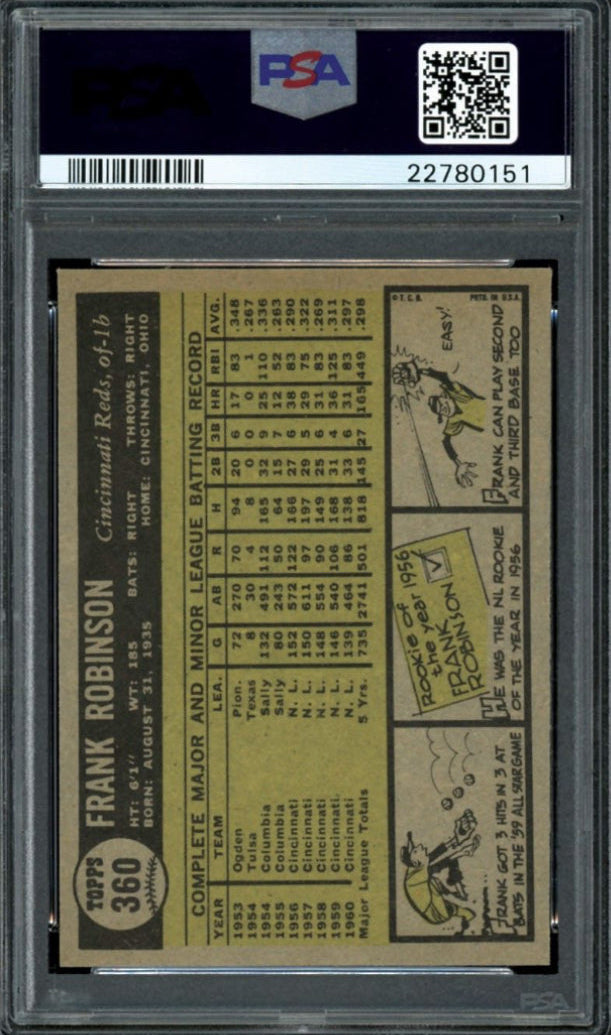 PSA
PSA
22780151
TOPPS
360
FRANK ROBINSON Cincinnati Reds, of-1b
HT: 6'1" WT: 185 BATS: RIGHT THROWS: RIGHT
BORN: AUGUST 31, 1935 HOME: CINCINNATI, OHIO
COMPLETE MAJOR AND MINOR LEAGUE BATTING RECORD
YEAR TEAM LEA. G AB R H 2B 3B HR RBI AVG.
1953 Ogden Pion. 72 270 70 94 20 6 17 83 .348
1954 Tulsa Texas 8 30 4 8 0 0 0 1 .267
1954 Columbia Sally 132 491 112 165 32 9 25 110 .336
1955 Columbia Sally 80 243 50 64 15 7 12 52 .263
1956 Cincinnati N. L. 152 572 122 166 27 6 38 83 .290
1957 Cincinnati N. L. 150 611 97 197 29 5 29 75 .322
1958 Cincinnati N. L. 148 554 90 149 25 6 31 83 .269
1959 Cincinnati N. L. 146 540 106 168 31 4 36 125 .311
1960 Cincinnati N. L. 139 464 86 138 33 6 31 83 .297
Major League Totals 5 Yrs. 735 2741 501 818 145 27 165 449 .298
FRANK GOT 3 HITS IN 3 AT
BATS IN THE '59 ALL STAR GAME
Rookie of
the year 1956
FRANK
ROBINSON
HE WAS THE NL ROOKIE
OF THE YEAR IN 1956
© T. C. G. PRTD. IN U.S.A.
EASY!
FRANK CAN PLAY SECOND
AND THIRD BASE TOO
PSA